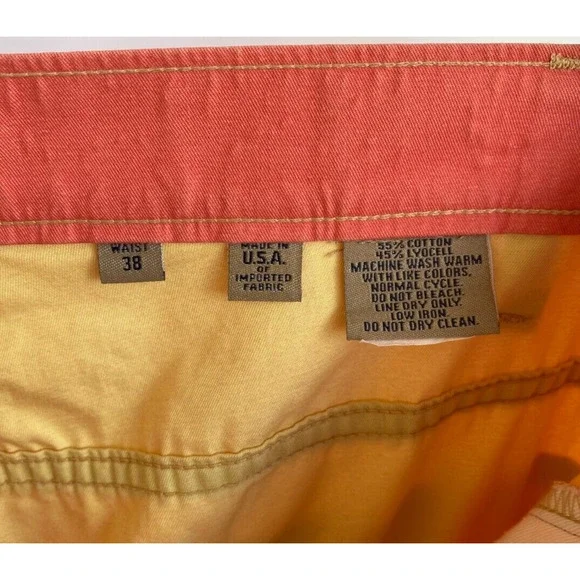 WAIST
38
MADE IN
U.S.A.
OF
IMPORTED
FABRIC
55% COTTON
45% LYOCELL
MACHINE WASH WARM
WITH LIKE COLORS.
NORMAL CYCLE.
DO NOT BLEACH.
LINE DRY ONLY.
LOW IRON.
DO NOT DRY CLEAN.